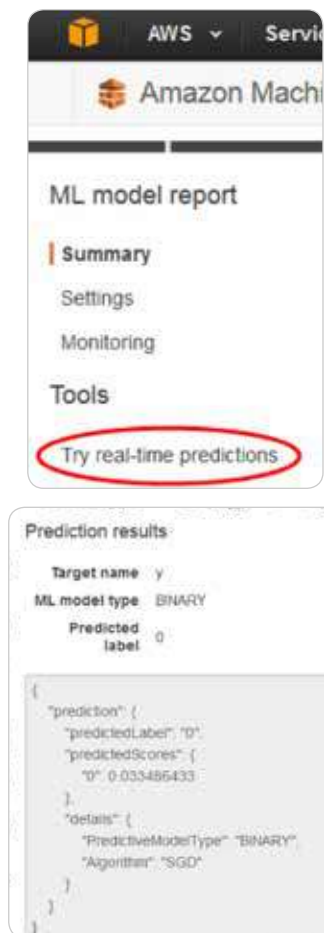 AWS Servic
Amazon Machi
ML model report
Summary
Settings
Monitoring
Tools
Try real-time predictions
Prediction results
Target name y
ML model type BINARY
Predicted label 0
{
"prediction": {
"predictedLabel": "0",
"predictedScores": {
"0": 0.033486433
},
"details": {
"PredictiveModelType": "BINARY",
"Algorithm": "SGD"
}
}
}